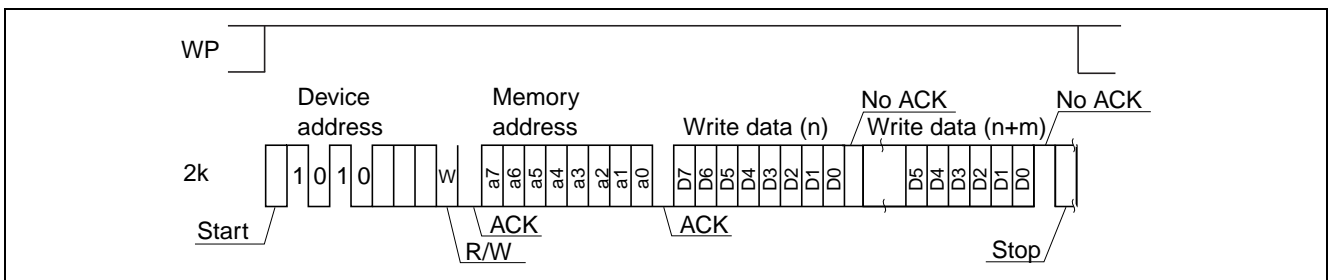 WP
Device address
Memory address
No ACK
No ACK
Write data (n)
Write data (n+m)
2k
1 0 1 0
W
a7 a6 a5 a4 a3 a2 a1 a0
D7 D6 D5 D4 D3 D2 D1 D0
D5 D4 D3 D2 D1 D0
Start
ACK
R/W
ACK
Stop